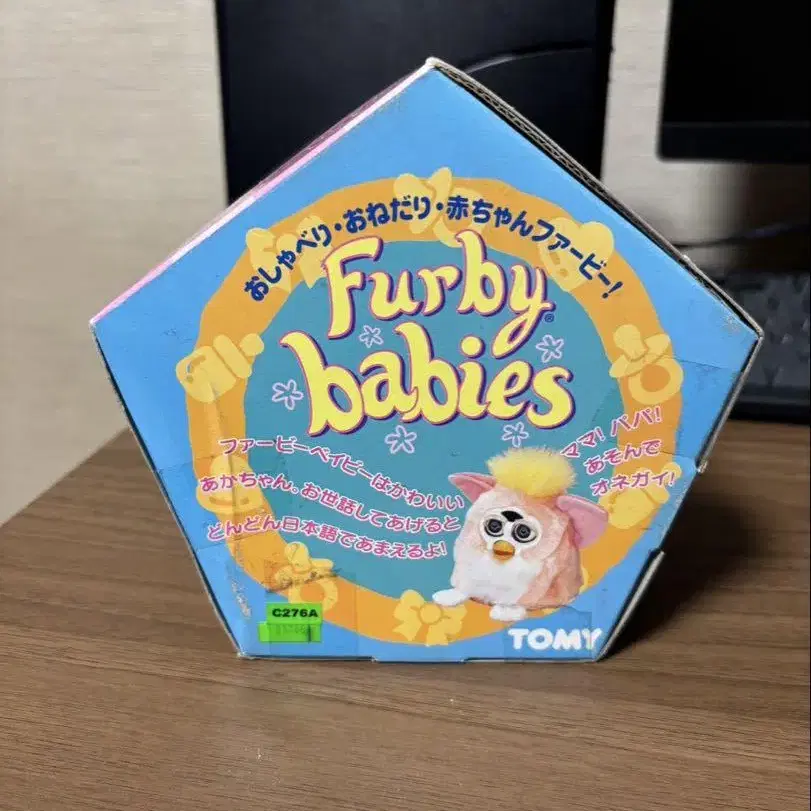 おしゃべり・おねだり・赤ちゃんファービー!
Furby®
babies
ファービーベイビーはかわいい
あかちゃん。お世話してあげると
どんどん日本語であまえるよ!
ママ! パパ!
あそんで
オネガイ!
C276A
TOMY